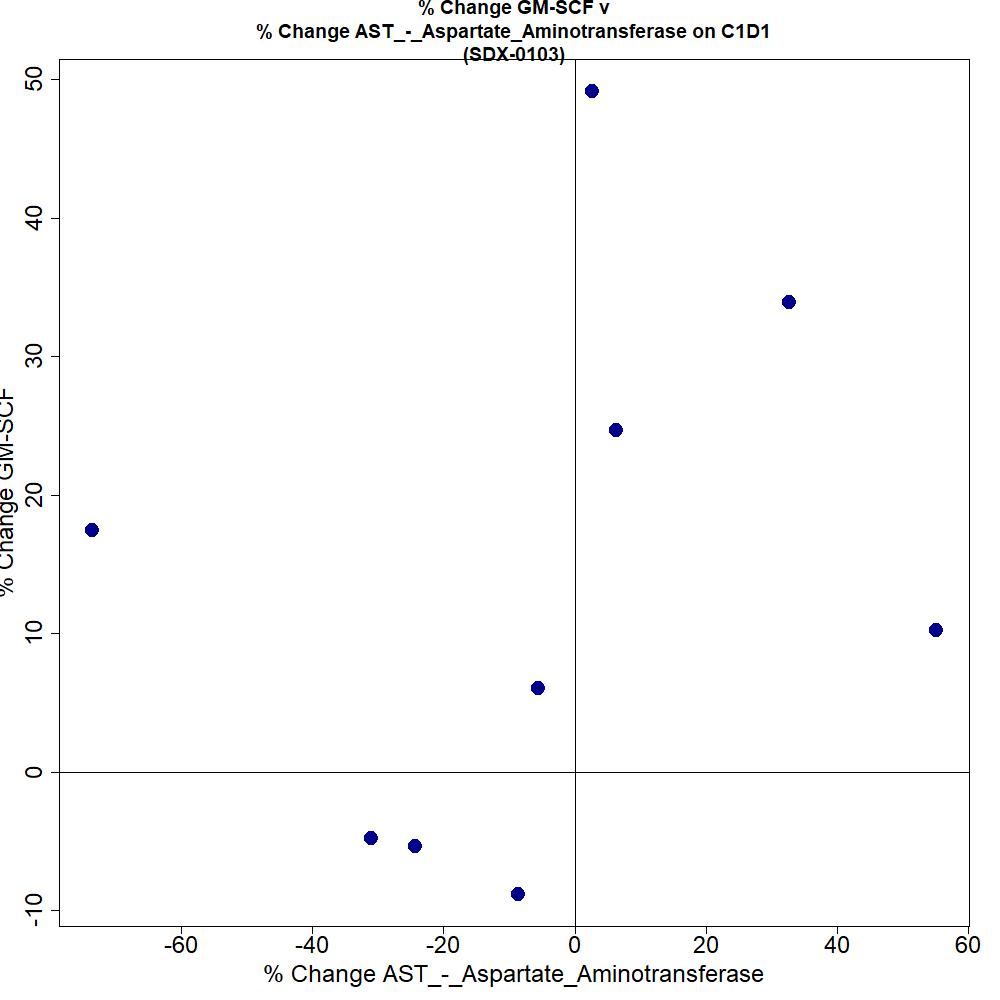 % Change GM-SCF v
% Change AST_-_Aspartate_Aminotransferase on C1D1
(SDX-0103)
50
40
30
20
10
0
-10
% Change GM-SCF
-60 -40 -20 0 20 40 60
% Change AST_-_Aspartate_Aminotransferase